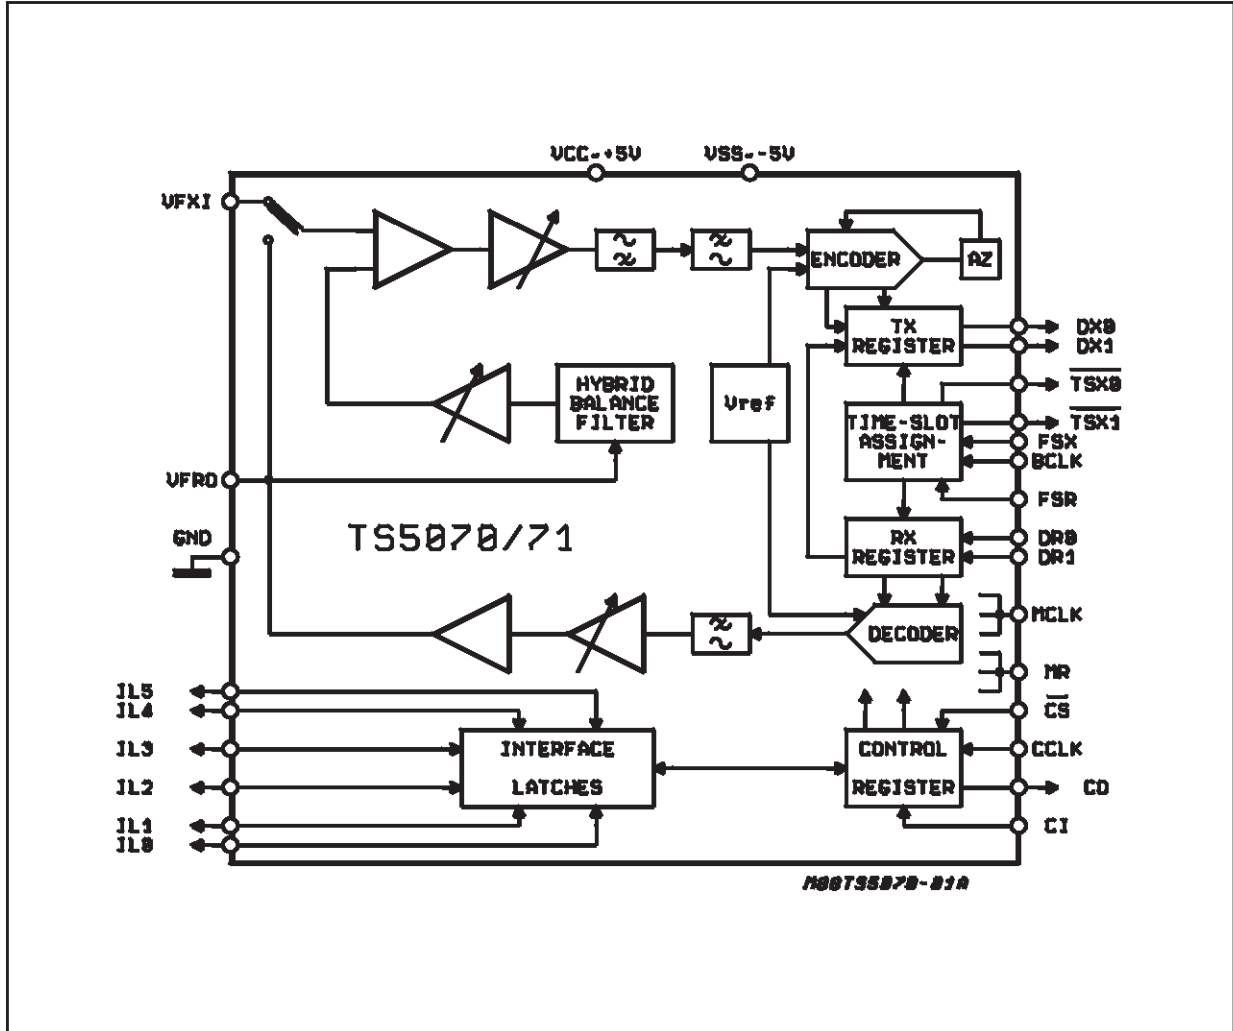 VCC=+5V
VSS=-5V
VFXI
ENCODER
AZ
TX
REGISTER
DX0
DX1
TSX0
HYBRID
BALANCE
FILTER
Vref
TIME-SLOT
ASSIGN-
MENT
TSX1
FSX
BCLK
FSR
VFRO
TS5070/71
GND
RX
REGISTER
DR0
DR1
DECODER
MCLK
MR
CS
IL5
IL4
IL3
IL2
IL1
IL0
INTERFACE
LATCHES
CONTROL
REGISTER
CCLK
CO
CI
M88TS5070-01A